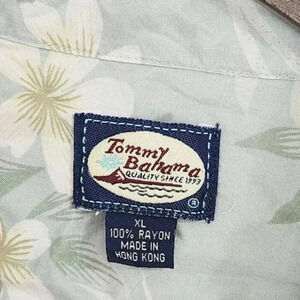 Tommy
Bahama
QUALITY SINCE 1993
®
XL
100% RAYON
MADE IN
HONG KONG